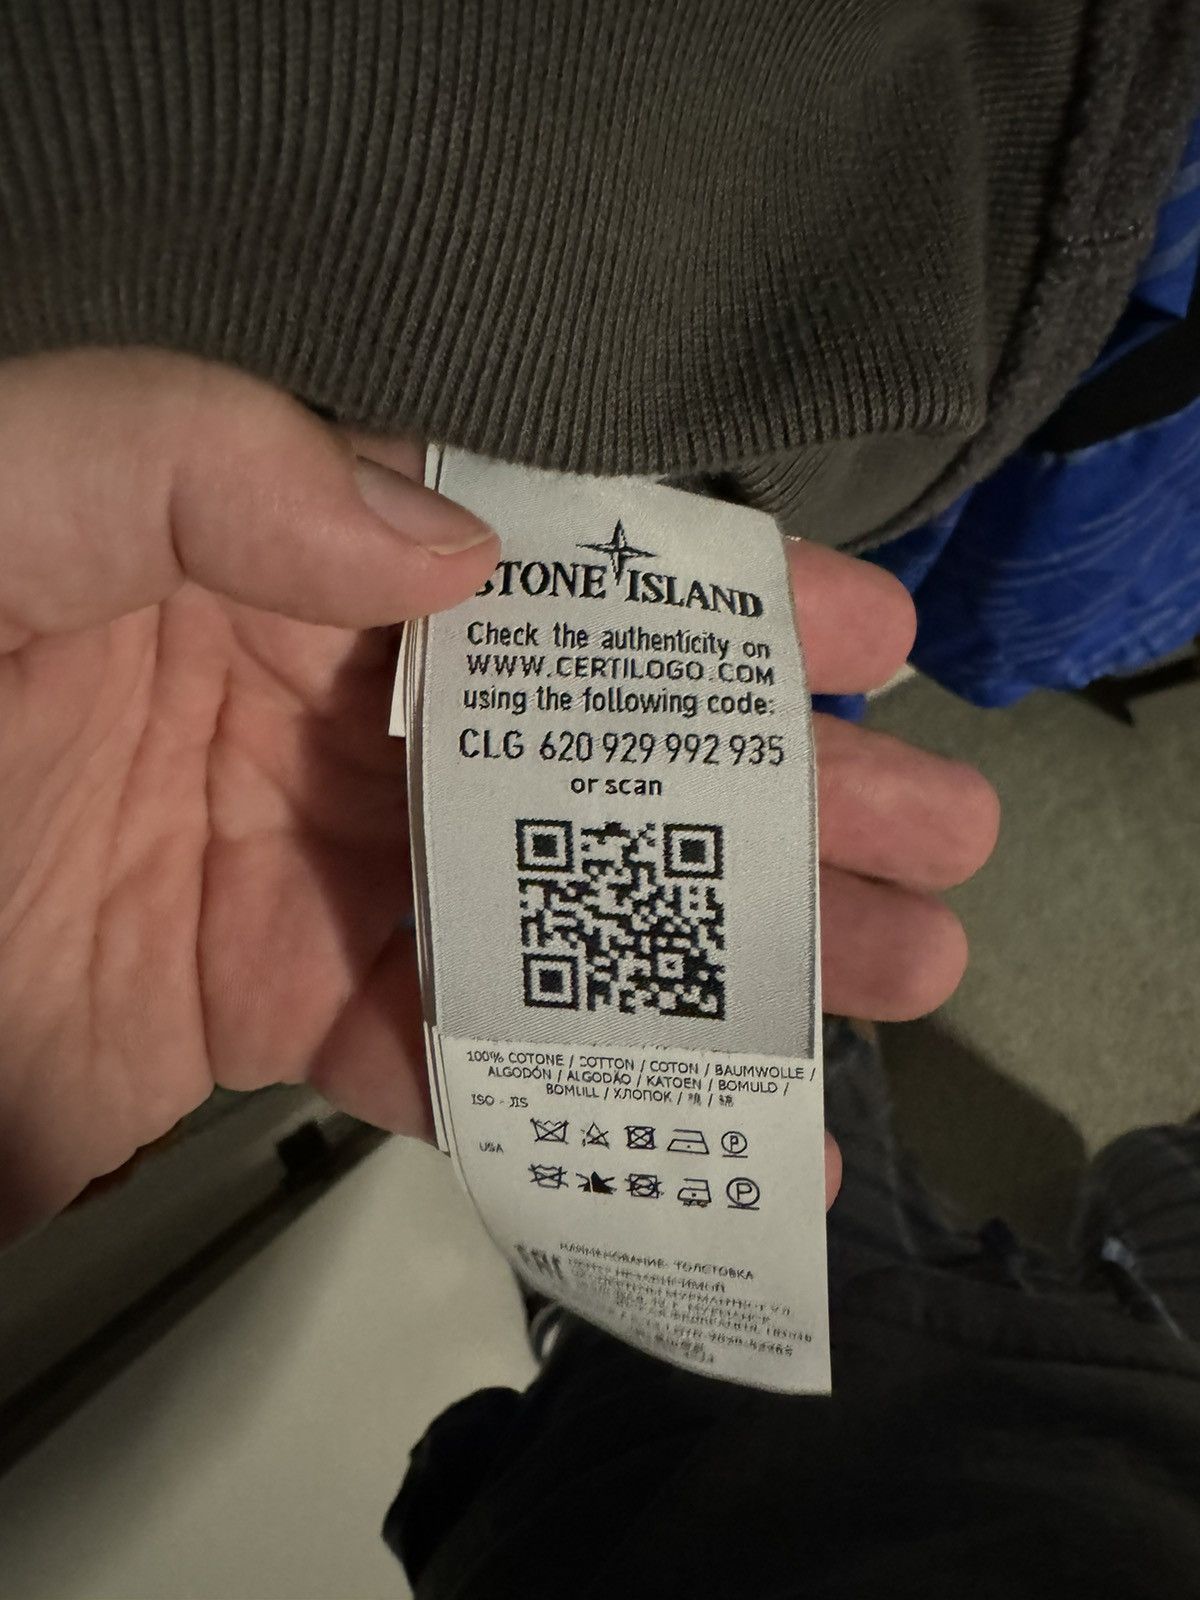 STONE ISLAND
Check the authenticity on
WWW.CERTILOGO.COM
using the following code:
CLG 620 929 992 935
or scan
100% COTONE / COTTON / COTON / BAUMWOLLE /
ALGODÓN / ALGODÃO / KATOEN / BOMULD /
BOMULL / ХЛОПОК / 棉 / 綿
ISO - JIS
P
USA
P
НАИМЕНОВАНИЕ: ТОЛСТОВКА